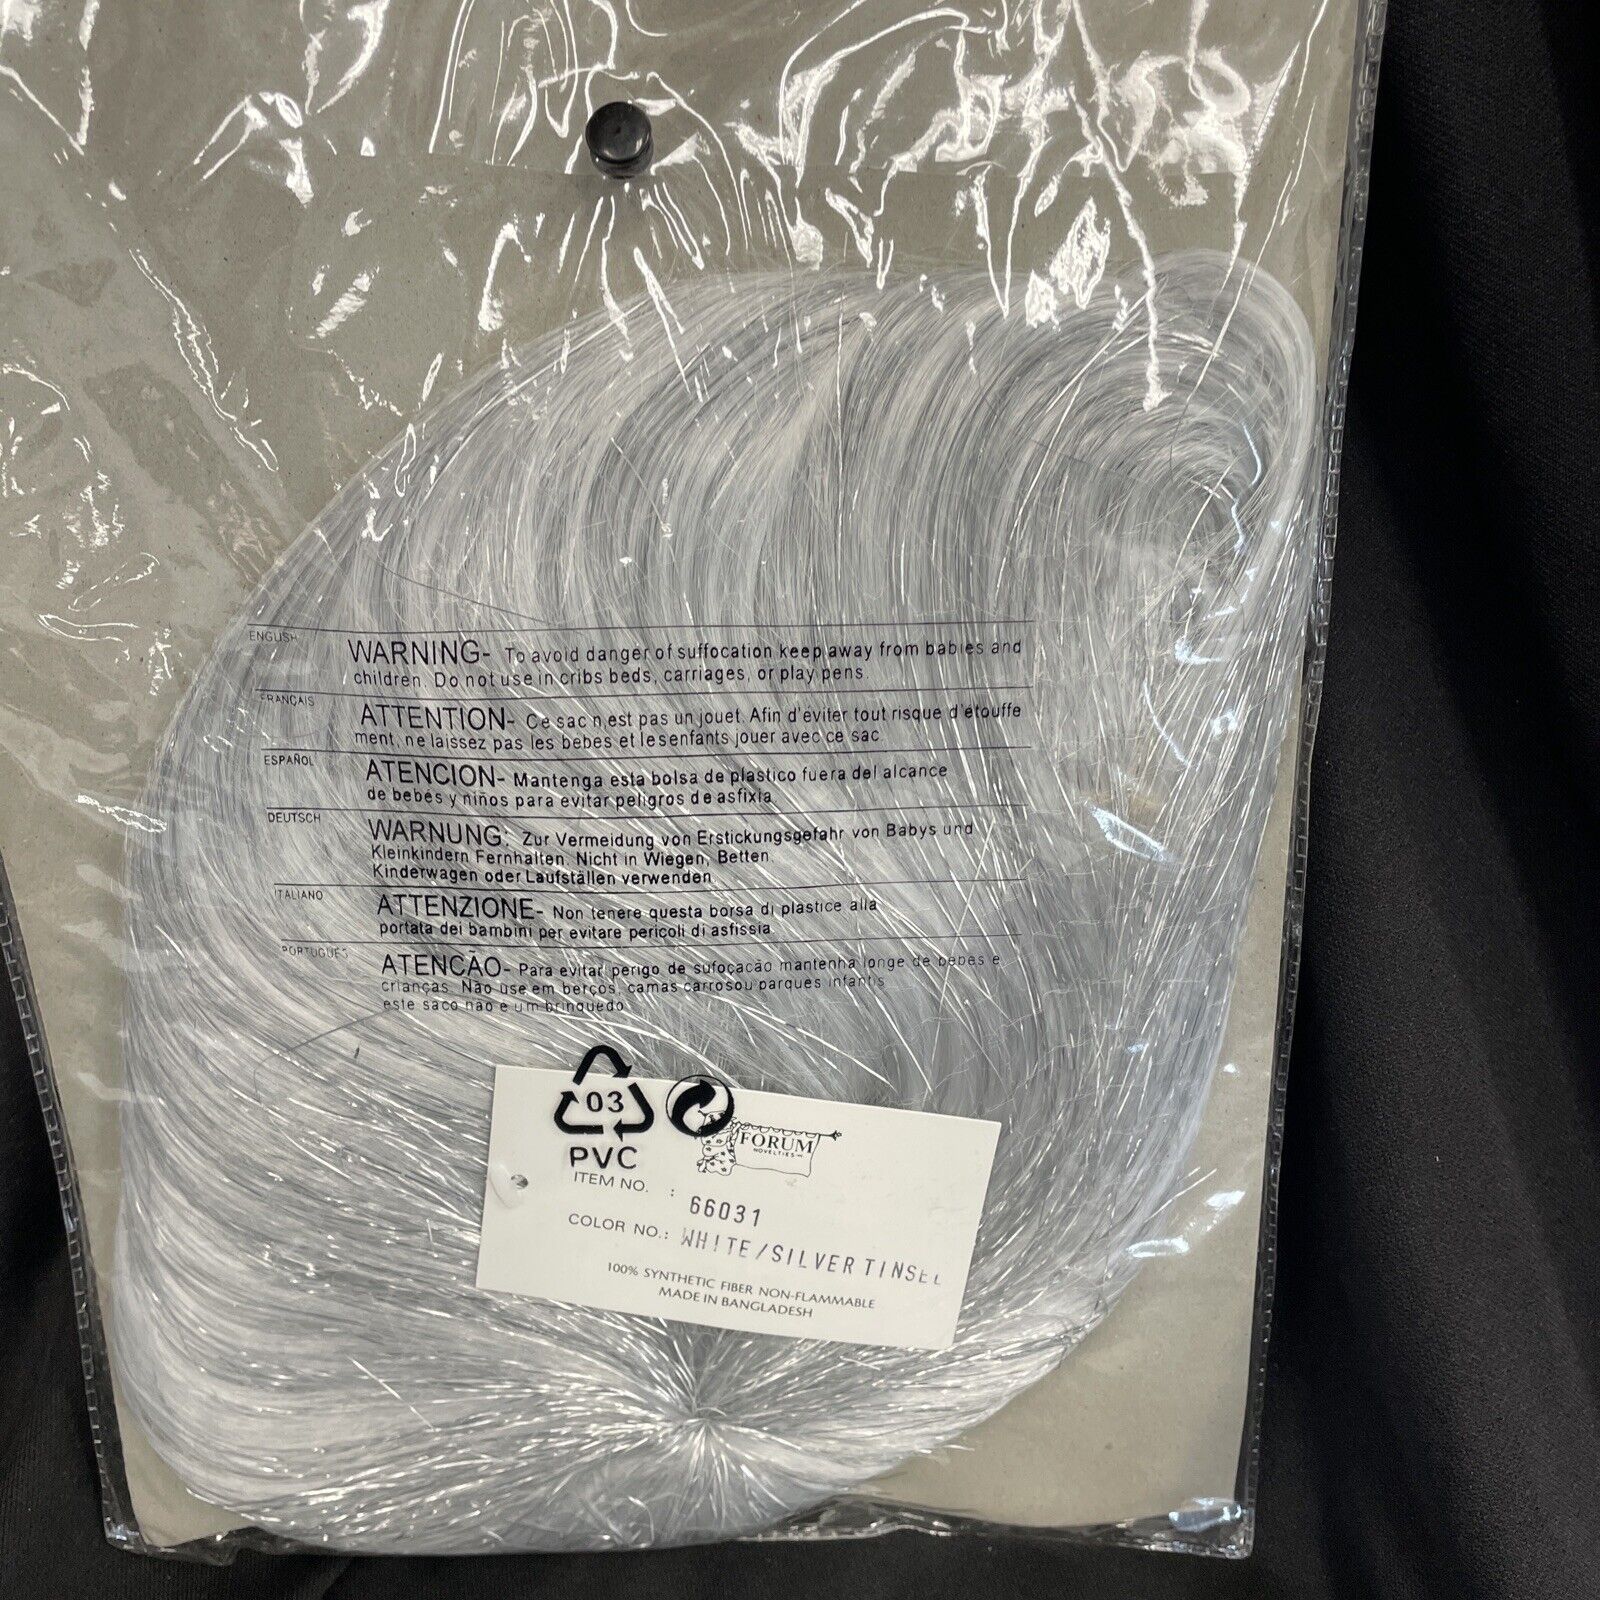 ENGLISH
WARNING- To avoid danger of suffocation keep away from babies and
children. Do not use in cribs beds, carriages, or play pens.
FRANÇAIS
ATTENTION- Ce sac n est pas un jouet. Afin d'éviter tout risque d'étouffe
ment, ne laissez pas les bebes et lesenfants jouer avec ce sac
ESPAÑOL
ATENCION- Mantenga esta bolsa de plastico fuera del alcance
de bebés y niños para evitar peligros de asfixia
DEUTSCH
WARNUNG: Zur Vermeidung von Erstickungsgefahr von Babys und
Kleinkindern Fernhalten. Nicht in Wiegen, Betten.
Kinderwagen oder Laufställen verwenden
ITALIANO
ATTENZIONE- Non tenere questa borsa di plastice alla
portata dei bambini per evitare pericoli di asfissia
PORTUGUÊS
ATENCÃO- Para evitar perigo de sufocação mantenha longe de bebes e
crianças. Não use em berços, camas carrosou parques infantis
este saco não e um brinquedo
03
PVC
FORUM
NOVELTIES
ITEM NO. : 66031
COLOR NO.: WHITE/SILVER TINSEL
100% SYNTHETIC FIBER NON-FLAMMABLE
MADE IN BANGLADESH